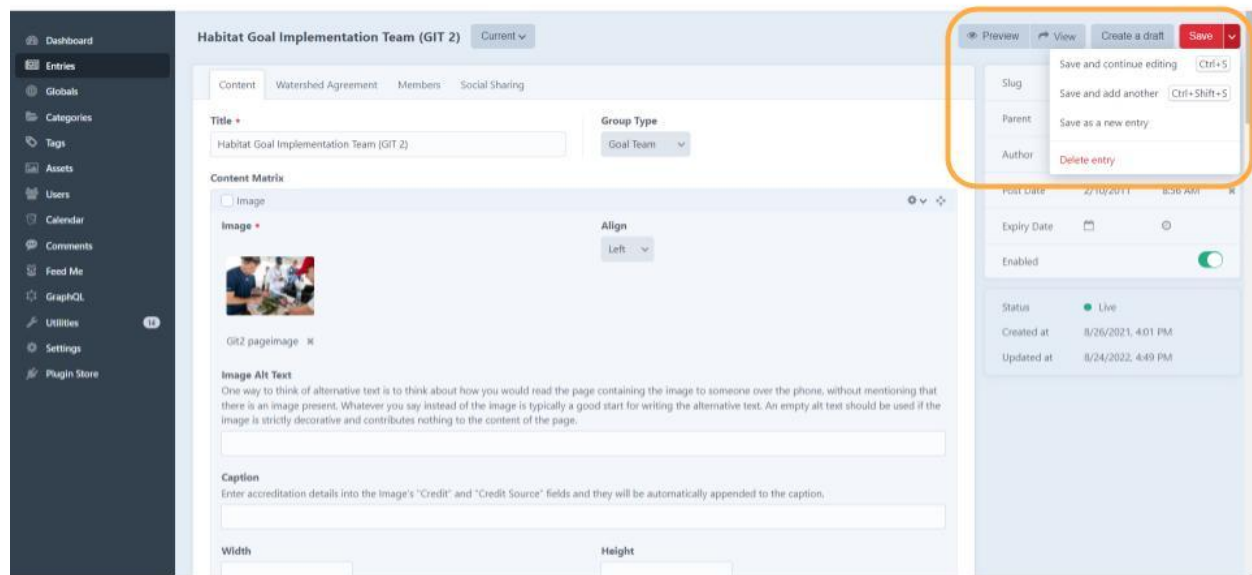 Dashboard
Entries
Globals
Categories
Tags
Assets
Users
Calendar
Comments
Feed Me
GraphQL
Utilities 14
Settings
Plugin Store
Habitat Goal Implementation Team (GIT 2) Current
Preview View Create a draft Save
Save and continue editing Ctrl+S
Save and add another Ctrl+Shift+S
Save as a new entry
Delete entry
Content Watershed Agreement Members Social Sharing
Title
Habitat Goal Implementation Team (GIT 2)
Group Type
Goal Team
Content Matrix
Image
Image
Align
Left
Git2 pageimage
Image Alt Text
One way to think of alternative text is to think about how you would read the page containing the image to someone over the phone, without mentioning that
there is an image present. Whatever you say instead of the image is typically a good start for writing the alternative text. An empty alt text should be used if the
image is strictly decorative and contributes nothing to the content of the page.
Caption
Enter accreditation details into the Image's "Credit" and "Credit Source" fields and they will be automatically appended to the caption.
Width Height
Slug
Parent
Author
Post Date 2/10/2011 8:56 AM
Expiry Date
Enabled
Status Live
Created at 8/26/2021, 4:01 PM
Updated at 8/24/2022, 4:49 PM